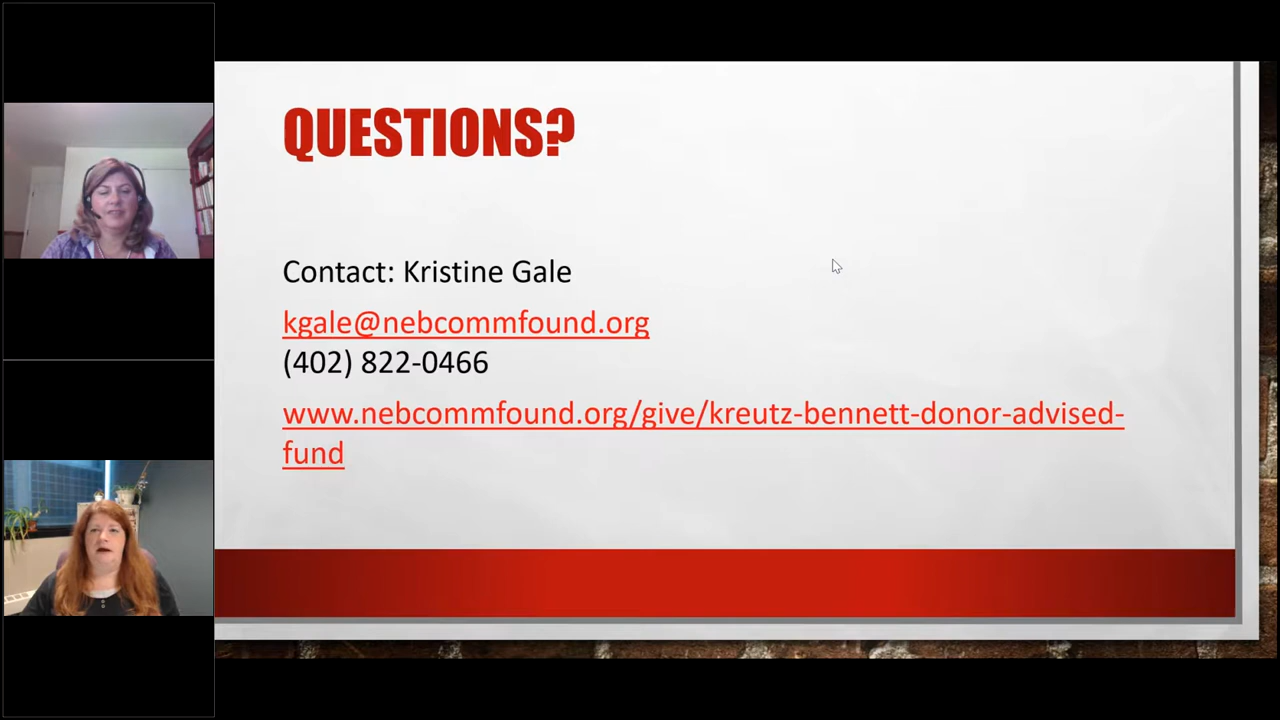 QUESTIONS?
Contact: Kristine Gale
kgale@nebcommfound.org
(402) 822-0466
www.nebcommfound.org/give/kreutz-bennett-donor-advised-
fund